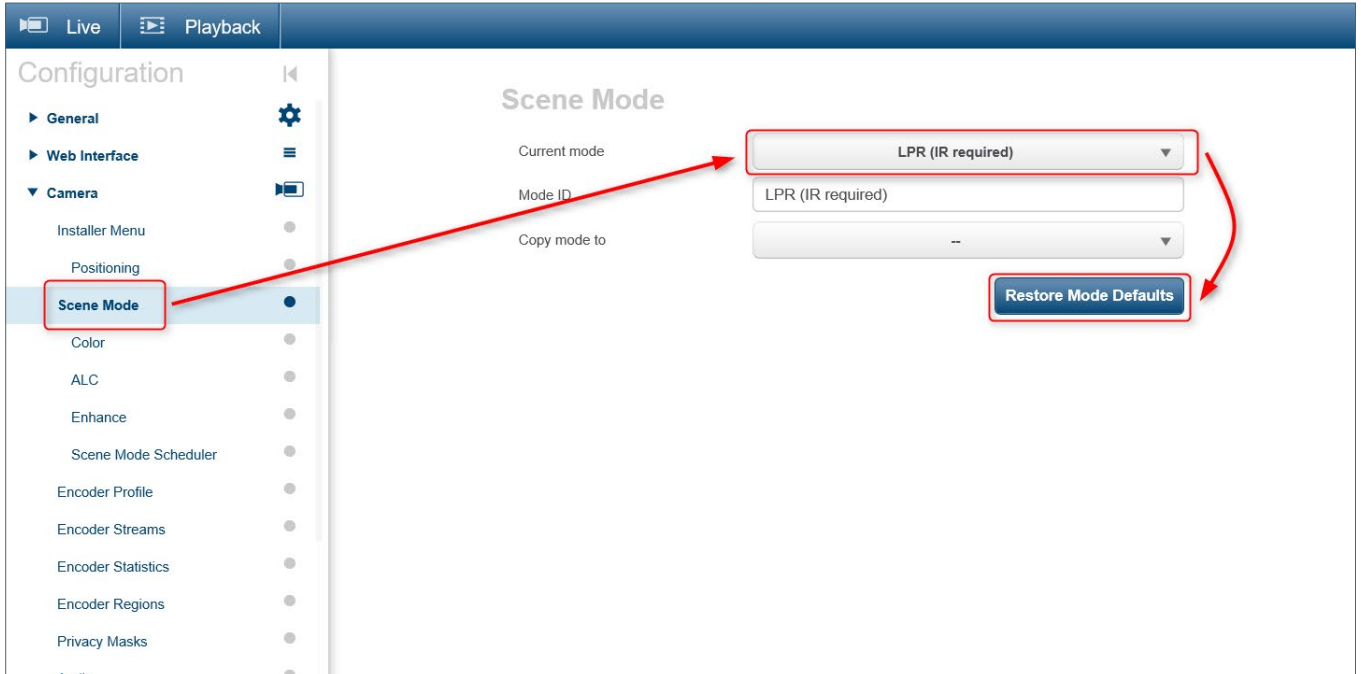 Live Playback
Configuration
General
Web Interface
Camera
Installer Menu
Positioning
Scene Mode
Color
ALC
Enhance
Scene Mode Scheduler
Encoder Profile
Encoder Streams
Encoder Statistics
Encoder Regions
Privacy Masks
Scene Mode
Current mode LPR (IR required)
Mode ID LPR (IR required)
Copy mode to --
Restore Mode Defaults